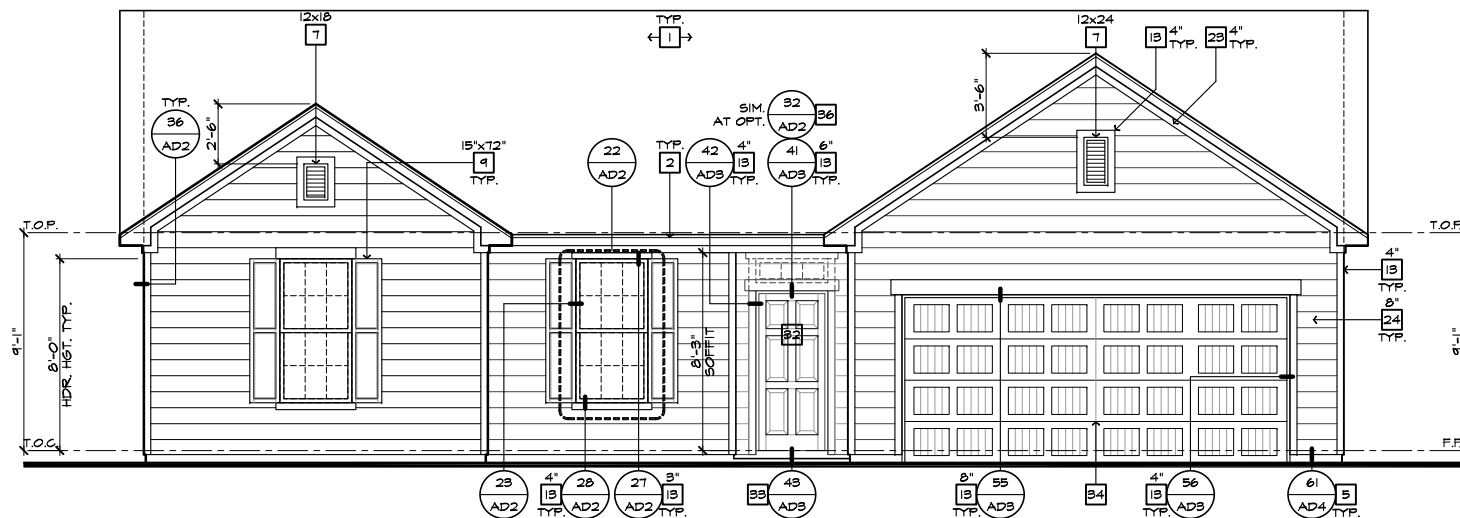 12x18
7
TYP.
1
12x24
7
13 4" TYP.
23 4" TYP.
2'-6"
3'-6"
TYP.
36
AD2
15"x72"
9
TYP.
22
AD2
TYP.
2
42
AD3
4"
13
TYP.
SIM.
AT OPT.
32
AD2
36
41
AD3
6"
13
TYP.
T.O.P.
T.O.P.
9'-1"
8'-0"
HDR. HGT. TYP.
8'-3"
SOFFIT
32
4"
13
TYP.
8"
24
TYP.
9'-1"
T.O.C.
F.F.
23
AD2
4"
13
TYP.
28
AD2
27
AD2
3"
13
TYP.
33
43
AD3
8"
13
TYP.
55
AD3
34
4"
13
TYP.
56
AD3
61
AD4
5
TYP.